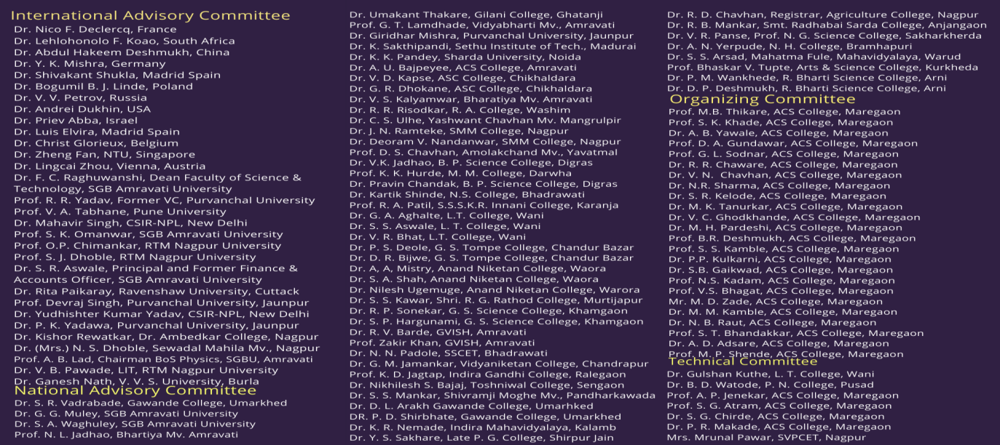 International Advisory Committee
Dr. Nico F. Declercq, France
Dr. Lehlohonolo F. Koao, South Africa
Dr. Abdul Hakeem Deshmukh, China
Dr. Y. K. Mishra, Germany
Dr. Shivakant Shukla, Madrid Spain
Dr. Bogumil B. J. Linde, Poland
Dr. V. V. Petrov, Russia
Dr. Andrei Dukhin, USA
Dr. Priev Abba, Israel
Dr. Luis Elvira, Madrid Spain
Dr. Christ Glorieux, Belgium
Dr. Zheng Fan, NTU, Singapore
Dr. Lingcai Zhou, Vienna, Austria
Dr. F. C. Raghuwanshi, Dean Faculty of Science &
Technology, SGB Amravati University
Prof. R. R. Yadav, Former VC, Purvanchal University
Prof. V. A. Tabhane, Pune University
Dr. Mahavir Singh, CSIR-NPL, New Delhi
Prof. S. K. Omanwar, SGB Amravati University
Prof. O.P. Chimankar, RTM Nagpur University
Prof. S. J. Dhoble, RTM Nagpur University
Dr. S. R. Aswale, Principal and Former Finance &
Accounts Officer, SGB Amravati University
Dr. Rita Paikaray, Ravenshaw University, Cuttack
Prof. Devraj Singh, Purvanchal University, Jaunpur
Dr. Yudhishter Kumar Yadav, CSIR-NPL, New Delhi
Dr. P. K. Yadawa, Purvanchal University, Jaunpur
Dr. Kishor Rewatkar, Dr. Ambedkar College, Nagpur
Dr. (Mrs.) N. S. Dhoble, Sewadal Mahila Mv., Nagpur
Prof. A. B. Lad, Chairman BoS Physics, SGBU, Amravati
Dr. V. B. Pawade, LIT, RTM Nagpur University
Dr. Ganesh Nath, V. V. S. University, Burla
National Advisory Committee
Dr. S. R. Vadrabade, Gawande College, Umarkhed
Dr. G. G. Muley, SGB Amravati University
Dr. S. A. Waghuley, SGB Amravati University
Prof. N. L. Jadhao, Bhartiya Mv. Amravati
Dr. Umakant Thakare, Gilani College, Ghatanji
Prof. G. T. Lamdhade, Vidyabharti Mv., Amravati
Dr. Giridhar Mishra, Purvanchal University, Jaunpur
Dr. K. Sakthipandi, Sethu Institute of Tech., Madurai
Dr. K. K. Pandey, Sharda University, Noida
Dr. A. U. Bajpeyee, ACS College, Amravati
Dr. V. D. Kapse, ASC College, Chikhaldara
Dr. G. R. Dhokane, ASC College, Chikhaldara
Dr. V. S. Kalyamwar, Bharatiya Mv. Amravati
Dr. R. R. Risodkar, R. A. College, Washim
Dr. C. S. Ulhe, Yashwant Chavhan Mv. Mangrulpir
Dr. J. N. Ramteke, SMM College, Nagpur
Dr. Deoram V. Nandanwar, SMM College, Nagpur
Prof. D. S. Chavhan, Amolakchand Mv., Yavatmal
Dr. V.K. Jadhao, B. P. Science College, Digras
Prof. K. K. Hurde, M. M. College, Darwha
Dr. Pravin Chandak, B. P. Science College, Digras
Dr. Kartik Shinde, N.S. College, Bhadrawati
Prof. R. A. Patil, S.S.S.K.R. Innani College, Karanja
Dr. G. A. Aghalte, L.T. College, Wani
Dr. S. S. Aswale, L. T. College, Wani
Dr. V. R. Bhat, L.T. College, Wani
Dr. P. S. Deole, G. S. Tompe College, Chandur Bazar
Dr. D. R. Bijwe, G. S. Tompe College, Chandur Bazar
Dr. A, A, Mistry, Anand Niketan College, Waora
Dr. S. A. Shah, Anand Niketan College, Waora
Dr. Nilesh Ugemuge, Anand Niketan College, Warora
Dr. S. S. Kawar, Shri. R. G. Rathod College, Murtijapur
Dr. R. P. Sonekar, G. S. Science College, Khamgaon
Dr. S. P. Hargunami, G. S. Science College, Khamgaon
Dr. R. V. Barde, GVISH, Amravati
Prof. Zakir Khan, GVISH, Amravati
Dr. N. N. Padole, SSCET, Bhadrawati
Dr. G. M. Jamankar, Vidyaniketan College, Chandrapur
Prof. K. D. Jagtap, Indira Gandhi College, Ralegaon
Dr. Nikhilesh S. Bajaj, Toshniwal College, Sengaon
Dr. S. S. Mankar, Shivramji Moghe Mv., Pandharkawada
Dr. D. L. Arakh Gawande College, Umarhked
DR. P. D. Shirbhate, Gawande College, Umarkhed
Dr. K. R. Nemade, Indira Mahavidyalaya, Kalamb
Dr. Y. S. Sakhare, Late P. G. College, Shirpur Jain
Dr. R. D. Chavhan, Registrar, Agriculture College, Nagpur
Dr. R. B. Mankar, Smt. Radhabai Sarda College, Anjangaon
Dr. V. R. Panse, Prof. N. G. Science College, Sakharkherda
Dr. A. N. Yerpude, N. H. College, Bramhapuri
Dr. S. S. Arsad, Mahatma Fule, Mahavidyalaya, Warud
Prof. Bhaskar V. Tupte, Arts & Science College, Kurkheda
Dr. P. M. Wankhede, R. Bharti Science College, Arni
Dr. D. P. Deshmukh, R. Bharti Science College, Arni
Organizing Committee
Prof. M.B. Thikare, ACS College, Maregaon
Prof. S. K. Khade, ACS College, Maregaon
Dr. A. B. Yawale, ACS College, Maregaon
Prof. D. A. Gundawar, ACS College, Maregaon
Prof. G. L. Sodnar, ACS College, Maregaon
Dr. R. R. Chaware, ACS College, Maregaon
Dr. V. N. Chavhan, ACS College, Maregaon
Dr. N.R. Sharma, ACS College, Maregaon
Dr. S. R. Kelode, ACS College, Maregaon
Dr. M. K. Tanurkar, ACS College, Maregaon
Dr. V. C. Ghodkhande, ACS College, Maregaon
Dr. M. H. Pardeshi, ACS College, Maregaon
Prof. B.R. Deshmukh, ACS College, Maregaon
Prof. S. S. Kamble, ACS College, Maregaon
Dr. P.P. Kulkarni, ACS College, Maregaon
Dr. S.B. Gaikwad, ACS College, Maregaon
Prof. N.S. Kadam, ACS College, Maregaon
Prof. V.S. Bhagat, ACS College, Maregaon
Mr. M. D. Zade, ACS College, Maregaon
Dr. M. M. Kamble, ACS College, Maregaon
Dr. N. B. Raut, ACS College, Maregaon
Prof. S. T. Bhandakkar, ACS College, Maregaon
Dr. A. D. Adsare, ACS College, Maregaon
Prof. M. P. Shende, ACS College, Maregaon
Technical Committee
Dr. Gulshan Kuthe, L. T. College, Wani
Dr. B. D. Watode, P. N. College, Pusad
Prof. A. P. Jenekar, ACS College, Maregaon
Prof. S. G. Atram, ACS College, Maregaon
Dr. S. G. Chirde, ACS College, Maregaon
Dr. P. R. Makade, ACS College, Maregaon
Mrs. Mrunal Pawar, SVPCET, Nagpur